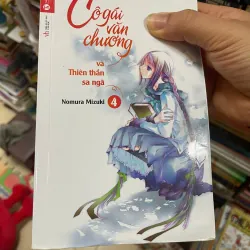 Cô gái văn
chương
và
Thiên thần
sa ngã
Nomura Mizuki 4